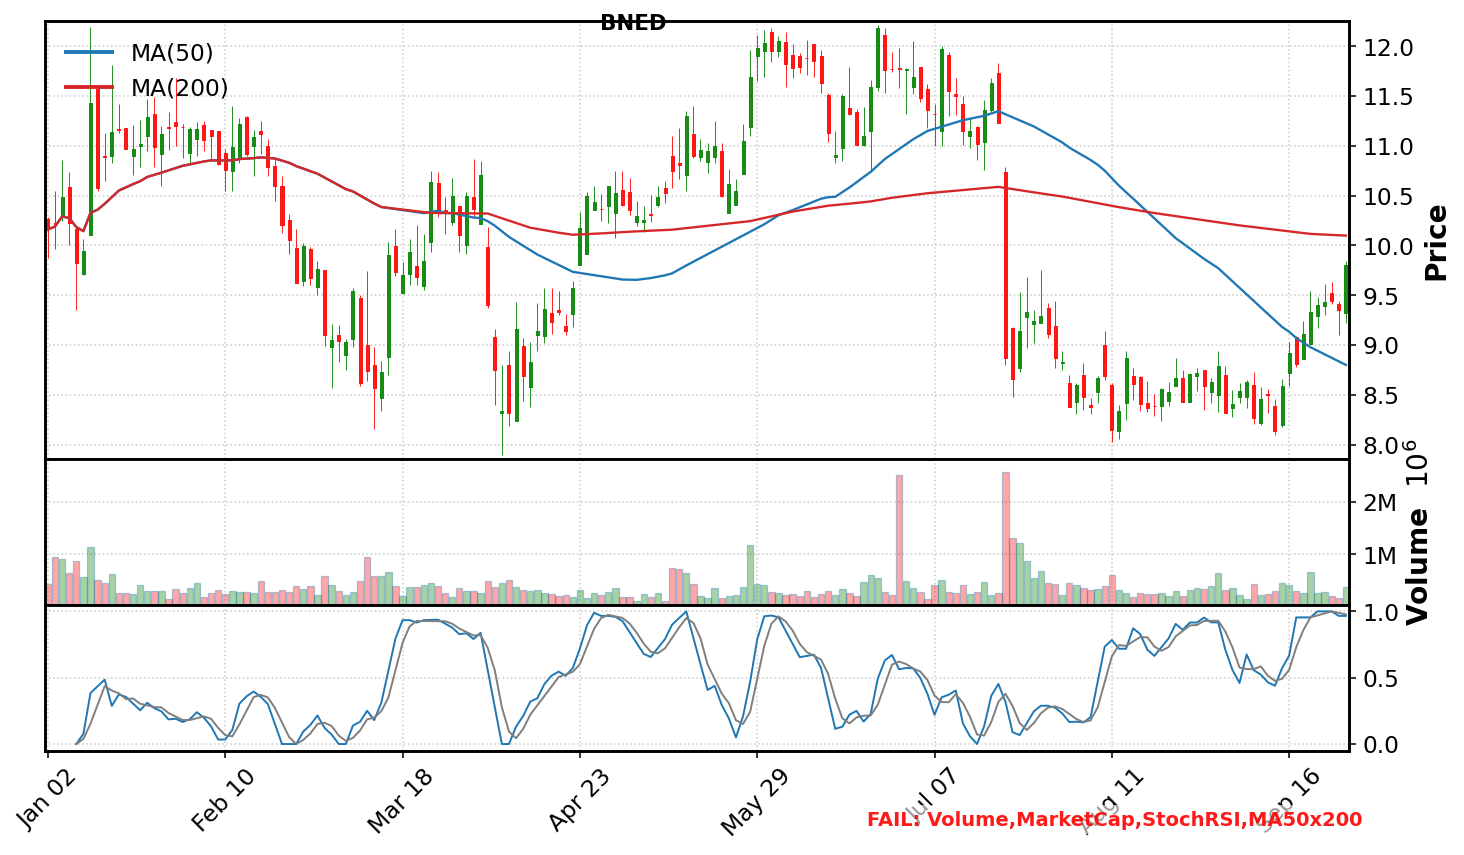 BNED
MA(50)
MA(200)
12.0
11.5
11.0
10.5
10.0
9.5
9.0
8.5
8.0
Price
10⁶
2M
1M
Volume
1.0
0.5
0.0
Jan 02
Feb 10
Mar 18
Apr 23
May 29
Jul 07
Aug 11
Sep 16
FAIL: Volume,MarketCap,StochRSI,MA50x200